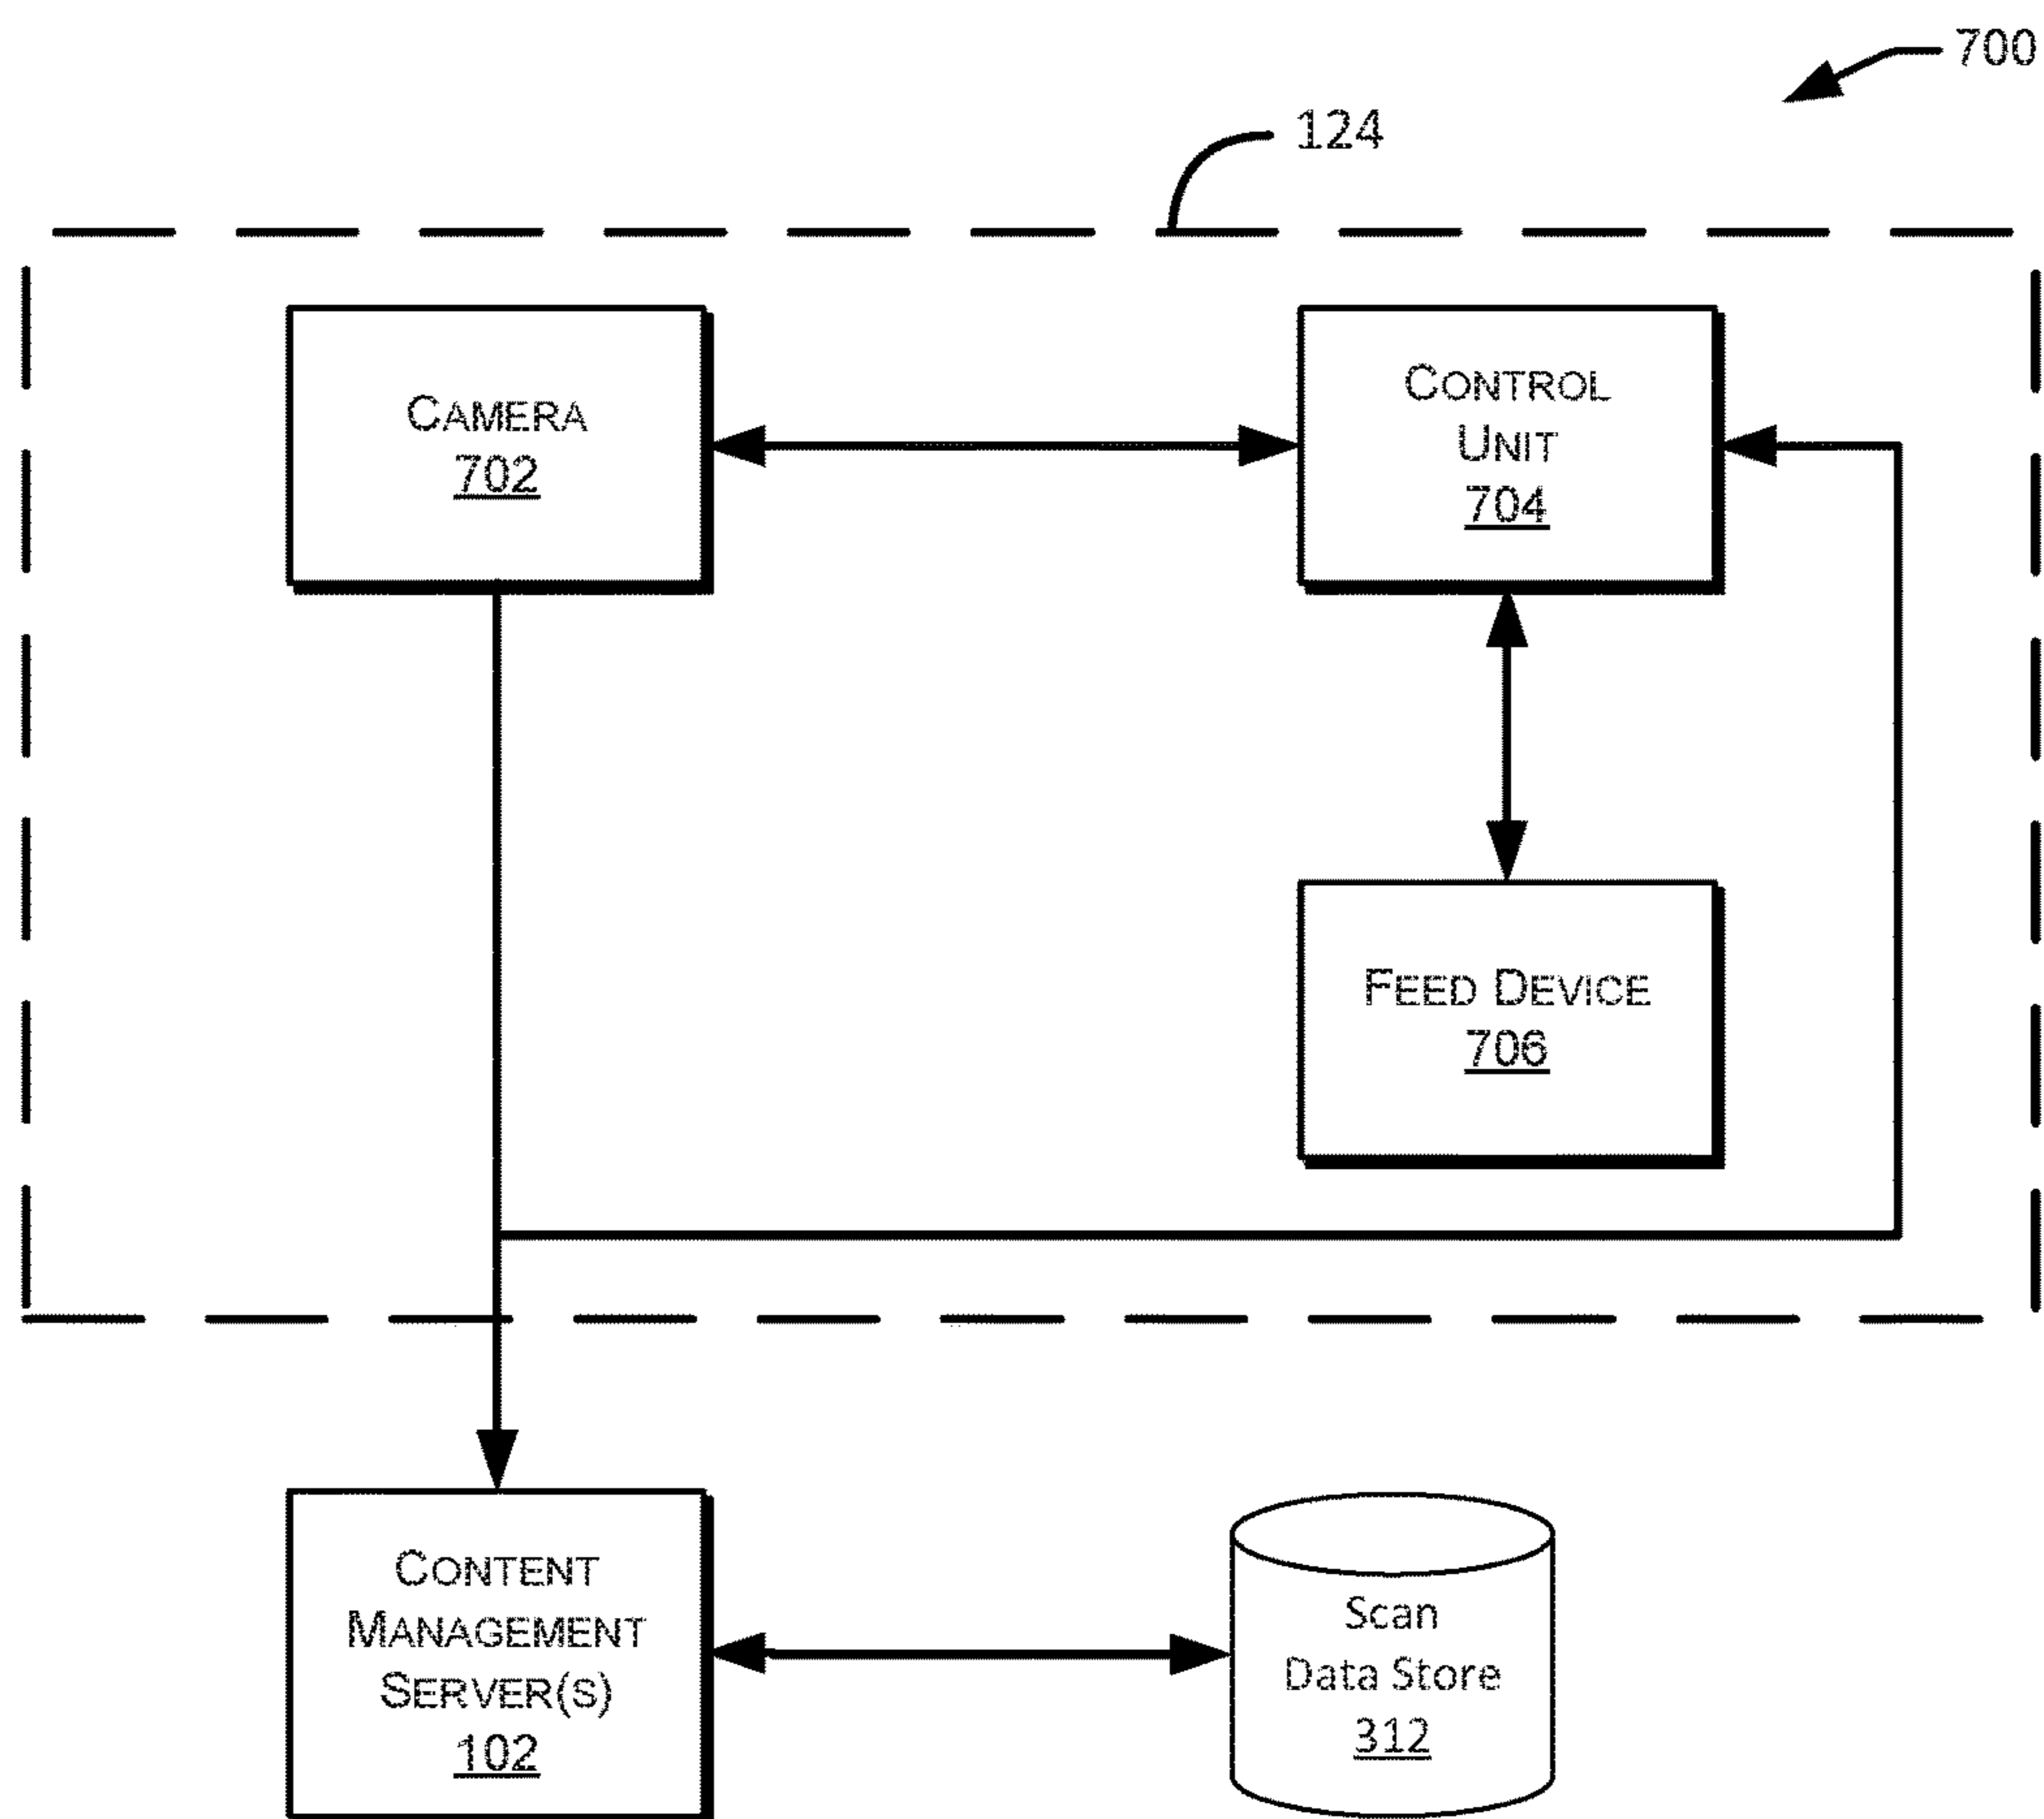 700
124
CAMERA
702
CONTROL
UNIT
704
FEED DEVICE
706
CONTENT
MANAGEMENT
SERVER(S)
102
Scan
Data Store
312